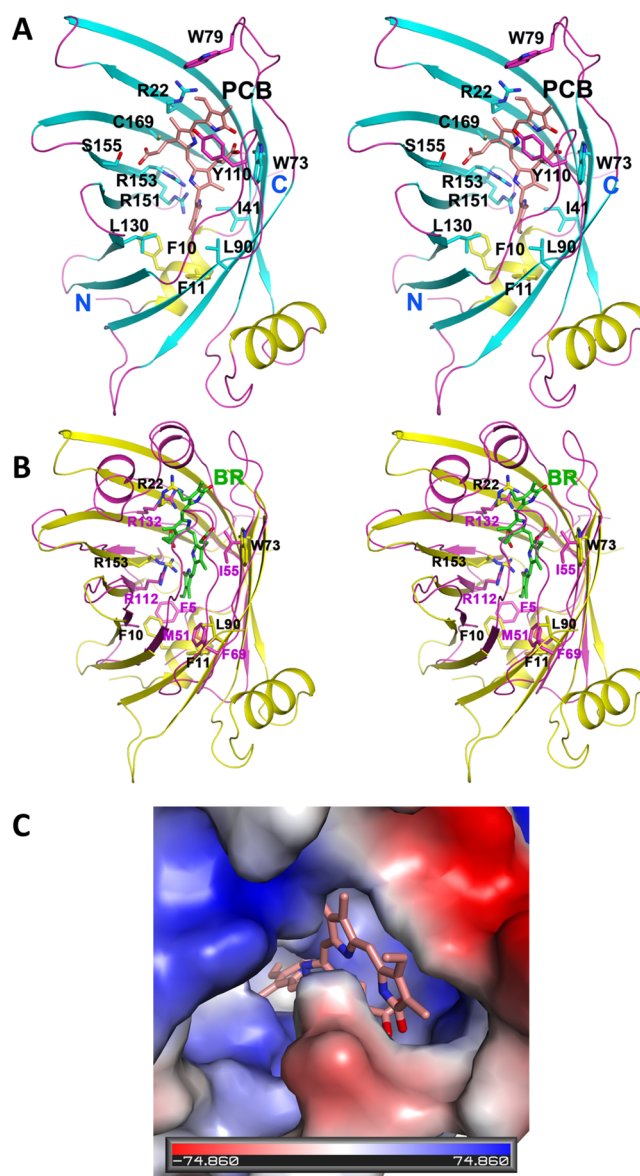 A
W79 W79
R22 PCB R22 PCB
C169 C169
S155 W73 S155 W73
Y110 C Y110 C
R153 R153
R151 I41 R151 I41
L130 L130
F10 L90 F10 L90
F11 F11
N N
B
R22 BR R22 BR
R132 R132
W73 W73
R153 I55 R153 I55
R112 F5 R112 F5
F10 M51 L90 F10 M51 L90
F11 F69 F11 F69
C
-74.860 74.860